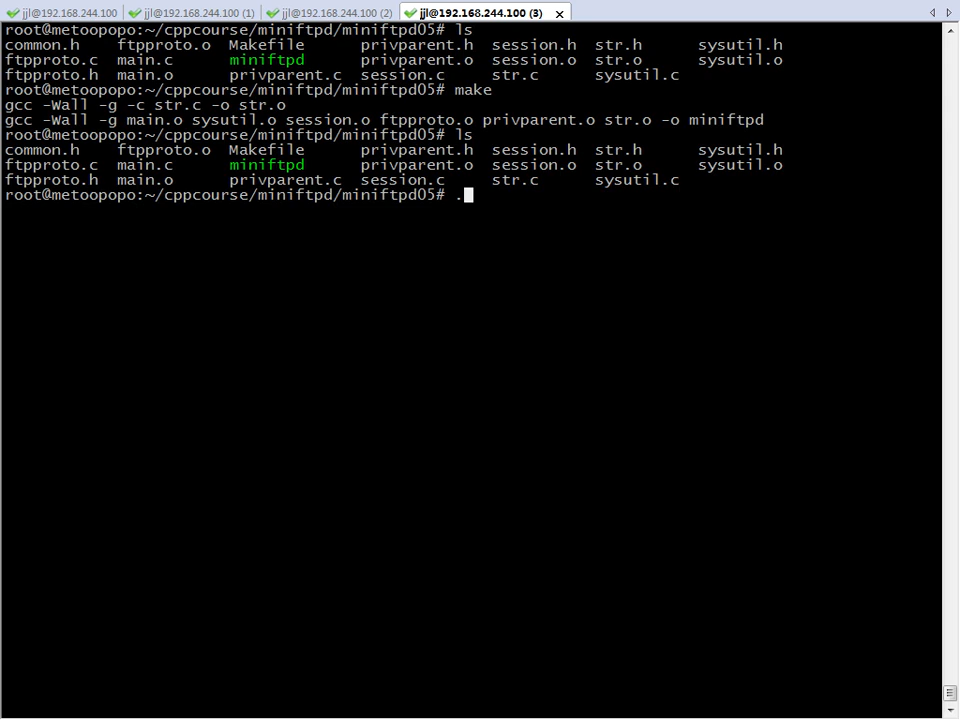 jjl@192.168.244.100 jjl@192.168.244.100 (1) jjl@192.168.244.100 (2) jjl@192.168.244.100 (3)
root@metoopopo:~/cppcourse/miniftpd/miniftpd05# ls
common.h    ftpproto.o  Makefile      privparent.h  session.h  str.h      sysutil.h
ftpproto.c  main.c      miniftpd      privparent.o  session.o  str.o      sysutil.o
ftpproto.h  main.o      privparent.c  session.c     str.c      sysutil.c
root@metoopopo:~/cppcourse/miniftpd/miniftpd05# make
gcc -Wall -g -c str.c -o str.o
gcc -Wall -g main.o sysutil.o session.o ftpproto.o privparent.o str.o -o miniftpd
root@metoopopo:~/cppcourse/miniftpd/miniftpd05# ls
common.h    ftpproto.o  Makefile      privparent.h  session.h  str.h      sysutil.h
ftpproto.c  main.c      miniftpd      privparent.o  session.o  str.o      sysutil.o
ftpproto.h  main.o      privparent.c  session.c     str.c      sysutil.c
root@metoopopo:~/cppcourse/miniftpd/miniftpd05# .